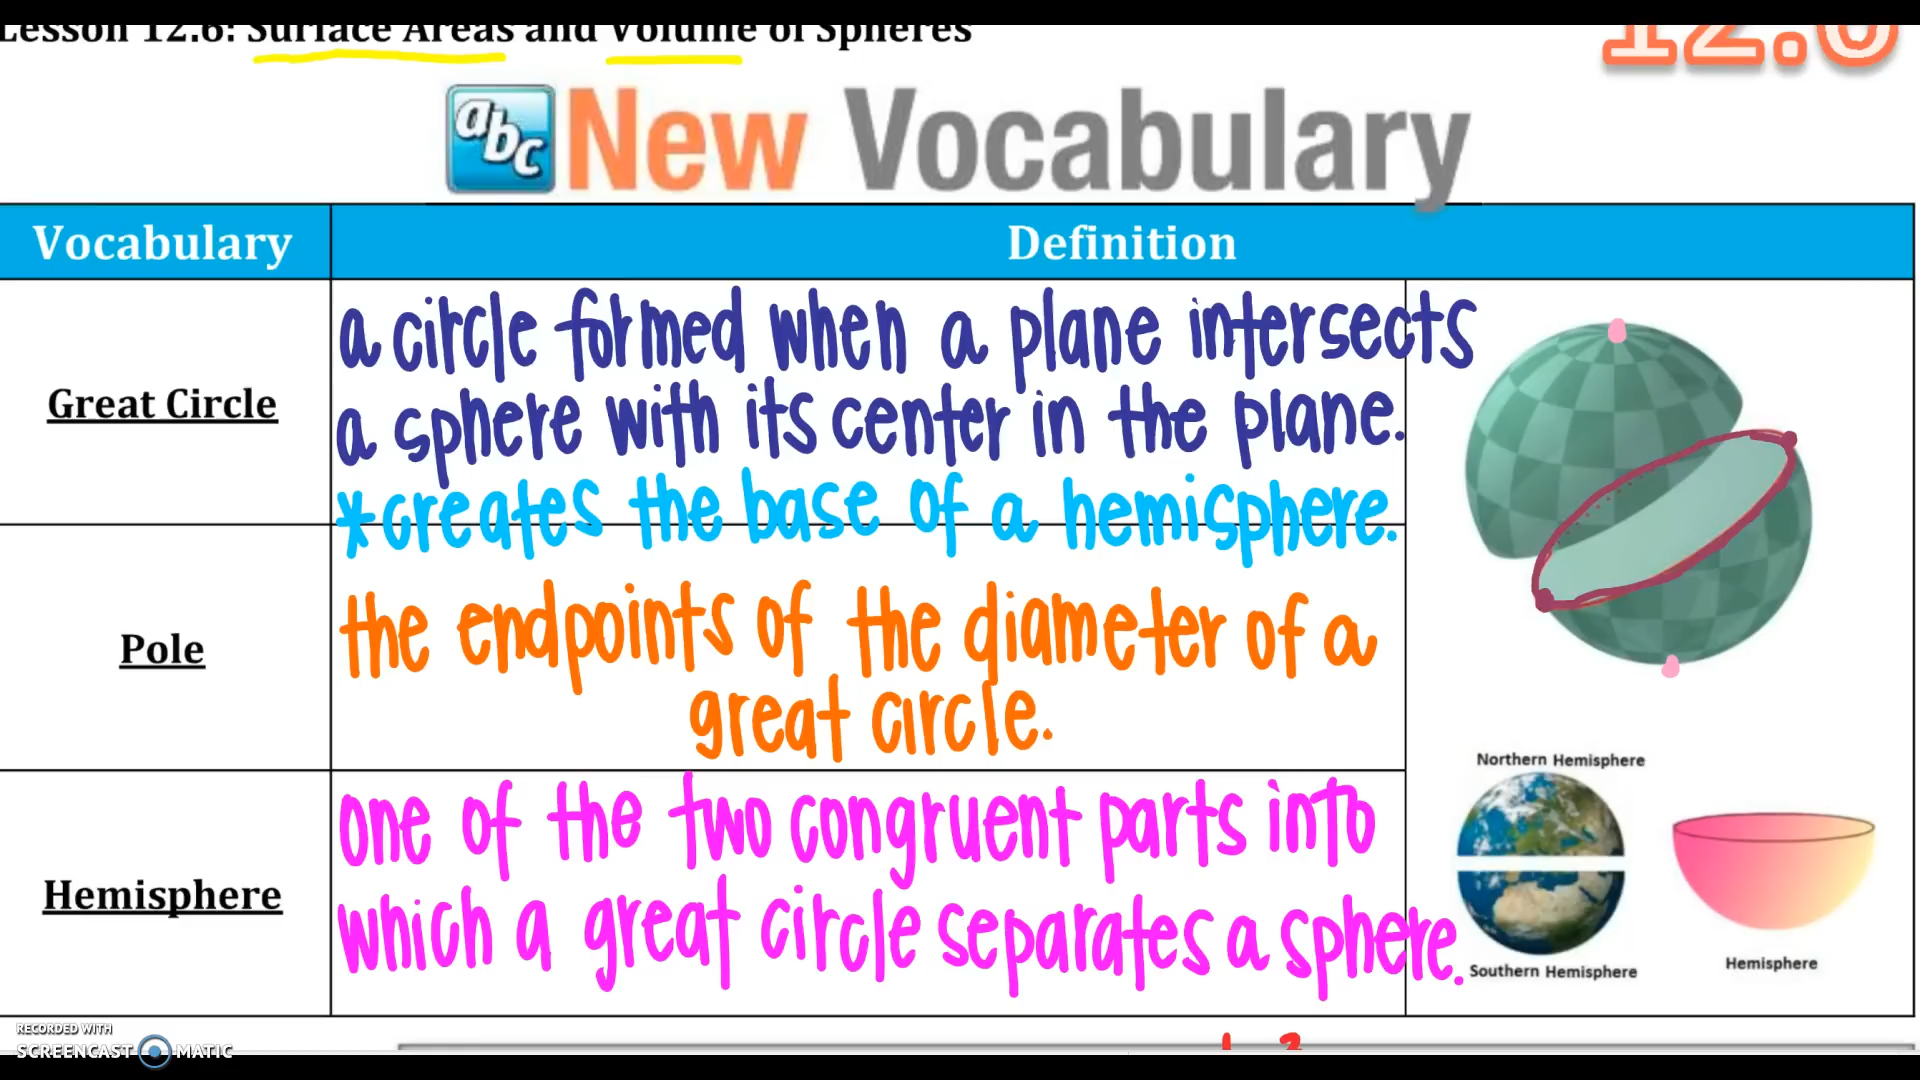 Lesson 12.6: Surface Areas and Volume of Spheres
12.6
abc New Vocabulary
Vocabulary
Definition
Great Circle
a circle formed when a plane intersects
a sphere with its center in the plane.
*creates the base of a hemisphere.
Pole
the endpoints of the diameter of a
great circle.
Hemisphere
one of the two congruent parts into
which a great circle separates a sphere.
Northern Hemisphere
Southern Hemisphere
Hemisphere
RECORDED WITH
SCREENCAST MATIC